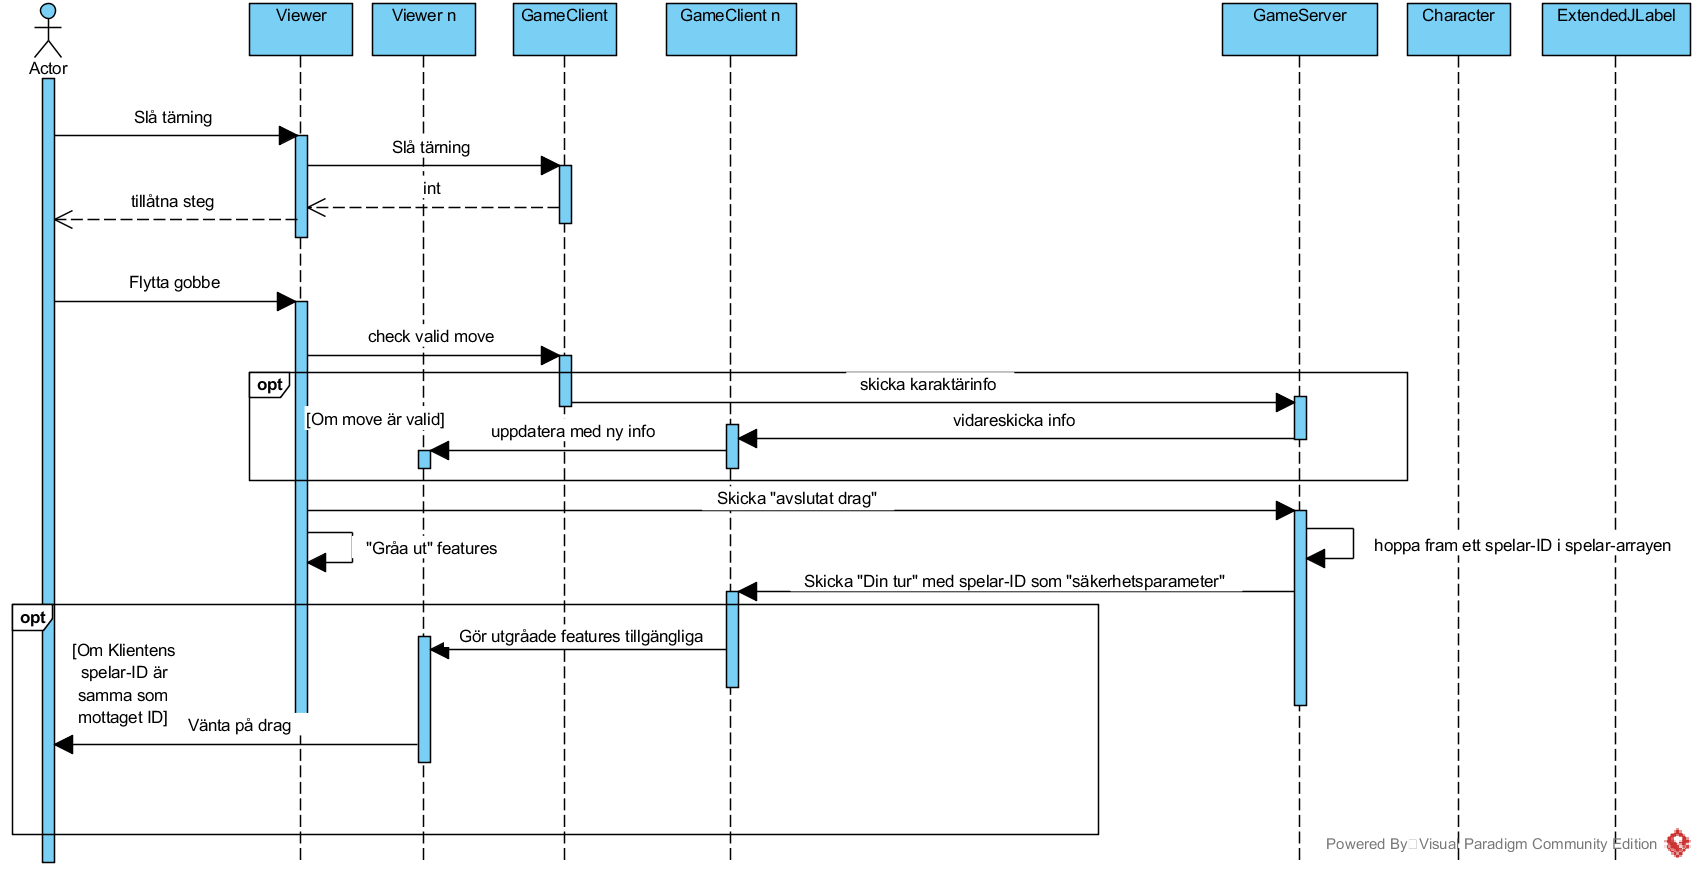 Viewer
Viewer n
GameClient
GameClient n
GameServer
Character
ExtendedJLabel
Actor
Slå tärning
Slå tärning
int
tillåtna steg
Flytta gobbe
check valid move
opt
skicka karaktärinfo
[Om move är valid]
vidareskicka info
uppdatera med ny info
Skicka "avslutat drag"
"Gråa ut" features
hoppa fram ett spelar-ID i spelar-arrayen
Skicka "Din tur" med spelar-ID som "säkerhetsparameter"
opt
Gör utgråade features tillgängliga
[Om Klientens
spelar-ID är
samma som
mottaget ID]
Vänta på drag
Powered By Visual Paradigm Community Edition